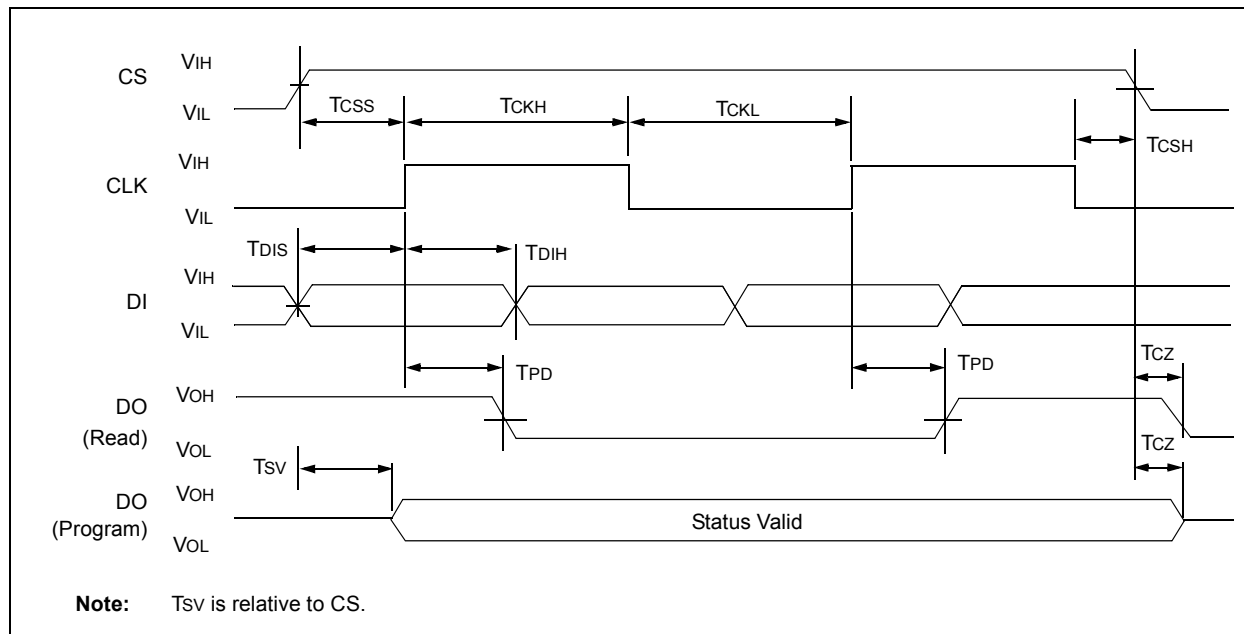 CS
VIH
VIL
TCSS
TCKH
TCKL
TCSH
CLK
VIH
VIL
TDIS
TDIH
DI
VIH
VIL
TPD
TPD
TCZ
DO
(Read)
VOH
VOL
TCZ
TSV
DO
(Program)
VOH
VOL
Status Valid
Note: TSV is relative to CS.